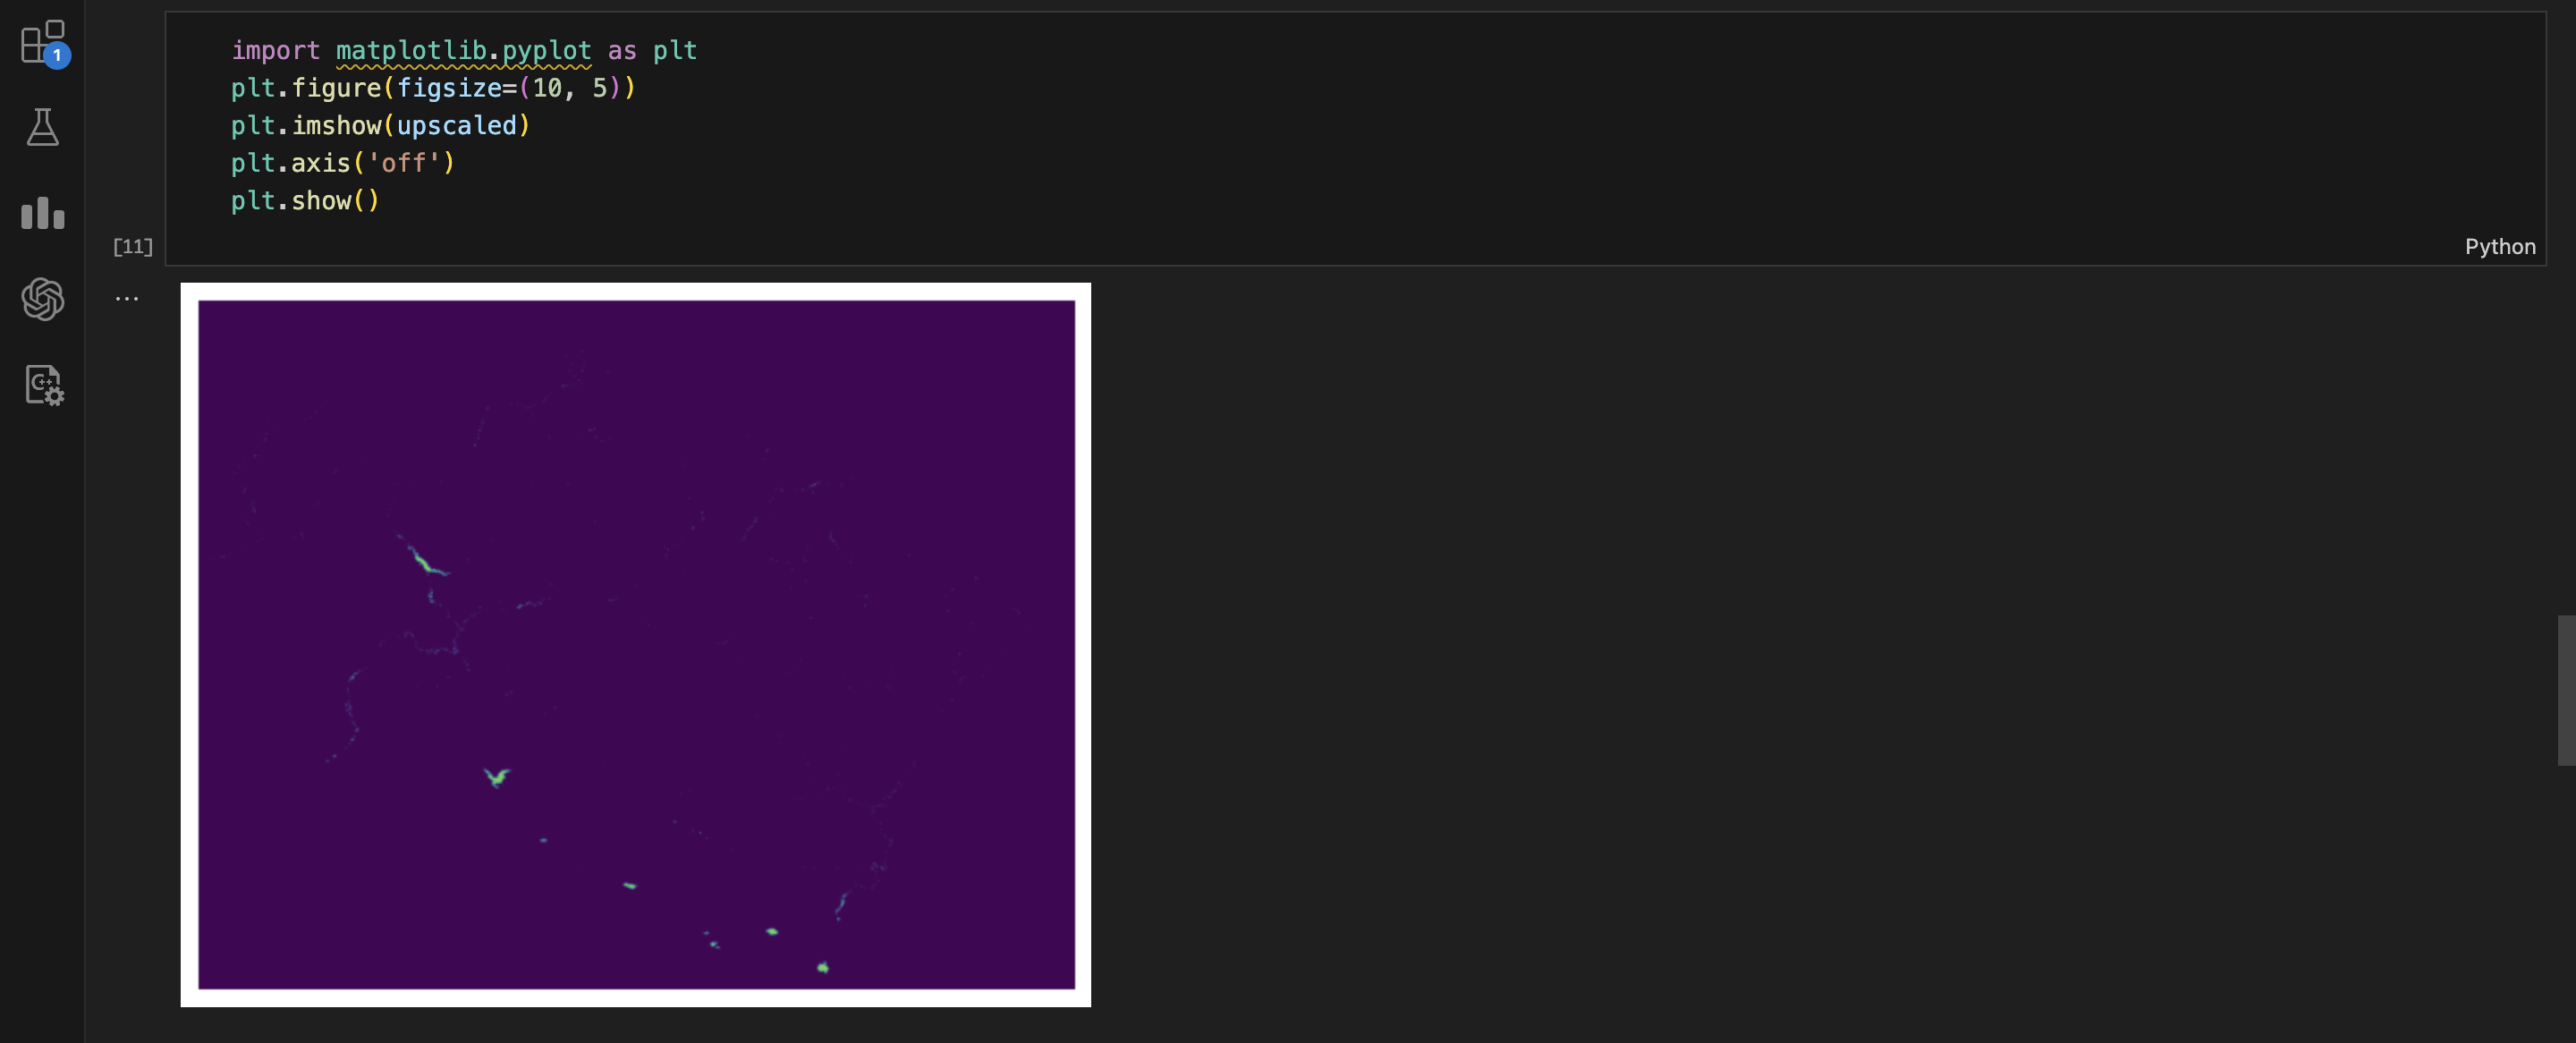 1
import matplotlib.pyplot as plt
plt.figure(figsize=(10, 5))
plt.imshow(upscaled)
plt.axis('off')
plt.show()
[11]
Python
...
C++